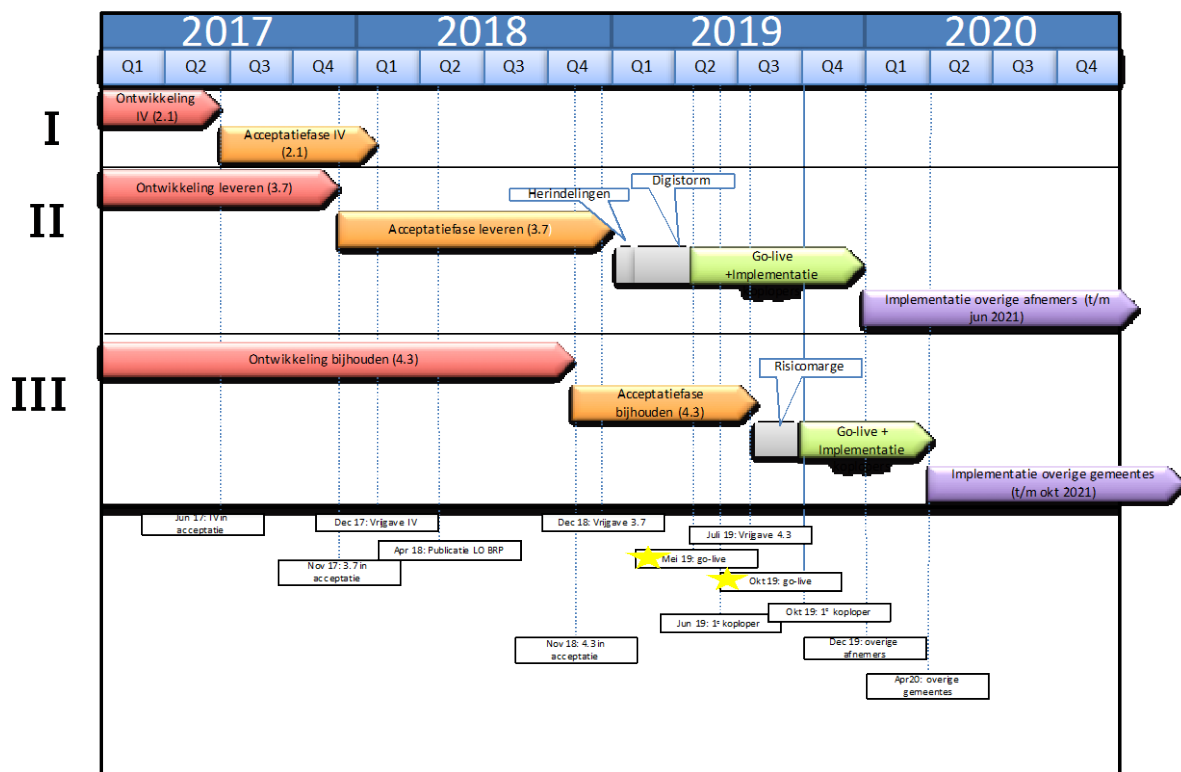 2017 2018 2019 2020
Q1 Q2 Q3 Q4 Q1 Q2 Q3 Q4 Q1 Q2 Q3 Q4 Q1 Q2 Q3 Q4
I
Ontwikkeling
IV (2.1)
Acceptatiefase IV
(2.1)
II
Ontwikkeling leveren (3.7)
Herindelingen
Digistorm
Acceptatiefase leveren (3.7)
Go-live
+Implementatie
Implementatie overige afnemers (t/m
jun 2021)
III
Ontwikkeling bijhouden (4.3)
Risicomarge
Acceptatiefase
bijhouden (4.3)
Go-live +
Implementatie
Implementatie overige gemeentes
(t/m okt 2021)
Jun 17: IV in
acceptatie
Dec 17: Vrijgave IV
Dec 18: Vrijgave 3.7
Juli 19: Vrijgave 4.3
Apr 18: Publicatie LO BRP
Mei 19: go-live
Nov 17: 3.7 in
acceptatie
Okt 19: go-live
Okt 19: 1e koploper
Jun 19: 1e koploper
Nov 18: 4.3 in
acceptatie
Dec 19: overige
afnemers
Apr20: overige
gemeentes